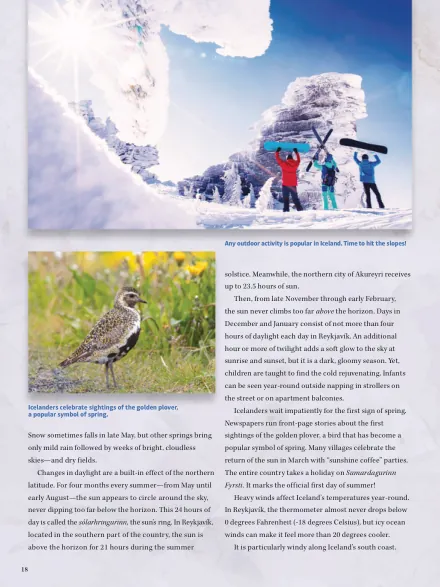 Any outdoor activity is popular in Iceland. Time to hit the slopes!
Icelanders celebrate sightings of the golden plover,
a popular symbol of spring.
Snow sometimes falls in late May, but other springs bring
only mild rain followed by weeks of bright, cloudless
skies—and dry fields.
Changes in daylight are a built-in effect of the northern
latitude. For four months every summer—from May until
early August—the sun appears to circle around the sky,
never dipping too far below the horizon. This 24 hours of
day is called the sólarhringurinn, the sun's ring. In Reykjavik,
located in the southern part of the country, the sun is
above the horizon for 21 hours during the summer
solstice. Meanwhile, the northern city of Akureyri receives
up to 23.5 hours of sun.
Then, from late November through early February,
the sun never climbs too far above the horizon. Days in
December and January consist of not more than four
hours of daylight each day in Reykjavik. An additional
hour or more of twilight adds a soft glow to the sky at
sunrise and sunset, but it is a dark, gloomy season. Yet,
children are taught to find the cold rejuvenating. Infants
can be seen year-round outside napping in strollers on
the street or on apartment balconies.
Icelanders wait impatiently for the first sign of spring.
Newspapers run front-page stories about the first
sightings of the golden plover, a bird that has become a
popular symbol of spring. Many villages celebrate the
return of the sun in March with "sunshine coffee" parties.
The entire country takes a holiday on Sumardagurinn
Fyrsti. It marks the official first day of summer!
Heavy winds affect Iceland's temperatures year-round.
In Reykjavik, the thermometer almost never drops below
0 degrees Fahrenheit (-18 degrees Celsius), but icy ocean
winds can make it feel more than 20 degrees cooler.
It is particularly windy along Iceland's south coast.
18